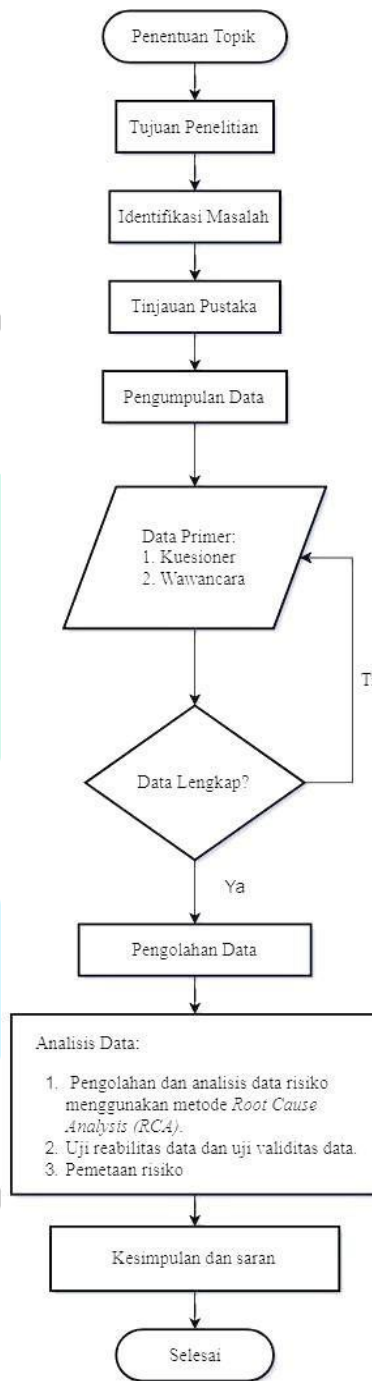 Penentuan Topik
Tujuan Penelitian
Identifikasi Masalah
Tinjauan Pustaka
Pengumpulan Data
Data Primer:
1. Kuesioner
2. Wawancara
Data Lengkap?
Ya
Pengolahan Data
Analisis Data:
1. Pengolahan dan analisis data risiko
menggunakan metode Root Cause
Analysis (RCA).
2. Uji reabilitas data dan uji validitas data.
3. Pemetaan risiko
Kesimpulan dan saran
Selesai